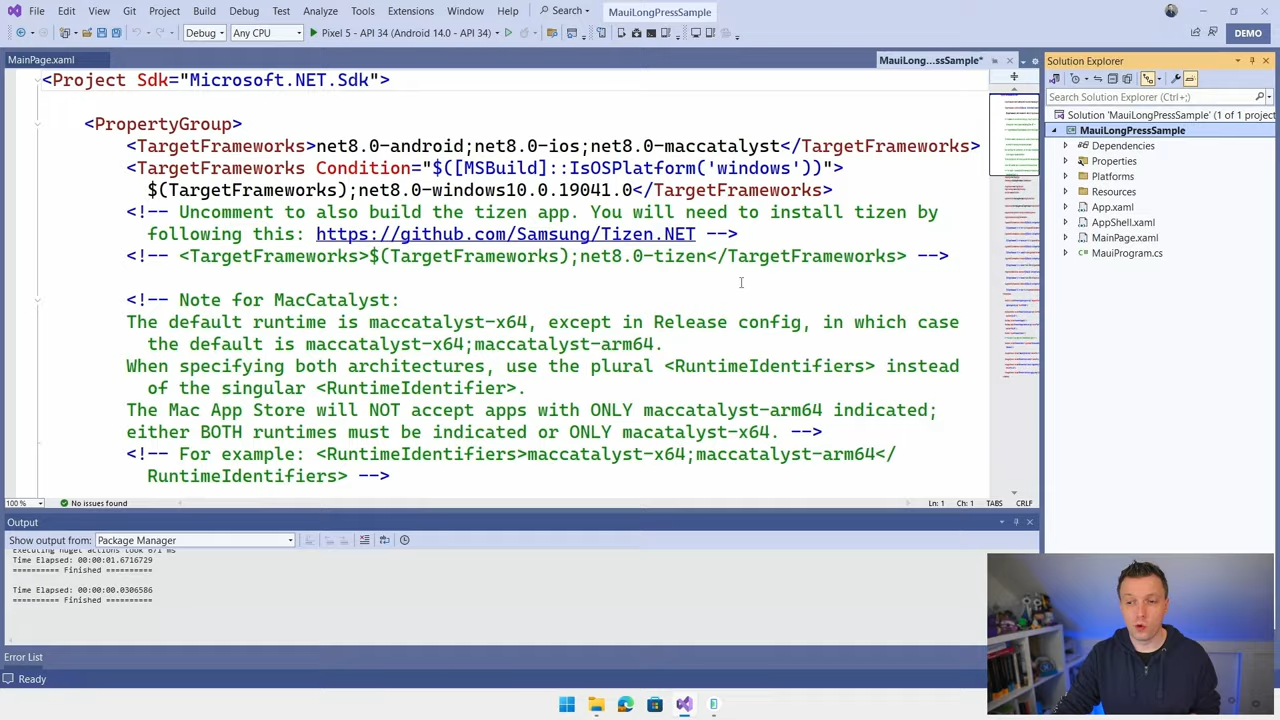 File Edit View Git Project Build Debug Test Analyze Tools Extensions Window Help Search MauiLongPressSample
Debug Any CPU Pixel 5 - API 34 (Android 14.0 - API 34) DEMO
MainPage.xaml MauiLong...ssSample*
<Project Sdk="Microsoft.NET.Sdk">
<PropertyGroup>
<TargetFrameworks>net8.0-android;net8.0-ios;net8.0-maccatalyst</TargetFrameworks>
<TargetFrameworks Condition="$([MSBuild]::IsOSPlatform('windows'))">
$(TargetFrameworks);net8.0-windows10.0.19041.0</TargetFrameworks>
<!-- Uncomment to also build the tizen app. You will need to install tizen by
following this: https://github.com/Samsung/Tizen.NET -->
<!-- <TargetFrameworks>$(TargetFrameworks);net8.0-tizen</TargetFrameworks> -->
<!-- Note for MacCatalyst:
The default runtime is maccatalyst-x64, except in Release config, in which case
the default is maccatalyst-x64;maccatalyst-arm64.
When specifying both architectures, use the plural <RuntimeIdentifiers> instead
of the singular <RuntimeIdentifier>.
The Mac App Store will NOT accept apps with ONLY maccatalyst-arm64 indicated;
either BOTH runtimes must be indicated or ONLY macatalyst-x64. -->
<!-- For example: <RuntimeIdentifiers>maccatalyst-x64;maccatalyst-arm64</
RuntimeIdentifiers> -->
100 % No issues found Ln: 1 Ch: 1 TABS CRLF
Output
Show output from: Package Manager
Executing nuget actions took 671 ms
Time Elapsed: 00:00:01.6716729
========== Finished ==========
Time Elapsed: 00:00:00.0306586
========== Finished ==========
Error List
Ready
Solution Explorer
Search Solution Explorer (Ctrl+;)
Solution 'MauiLongPressSample' (1 of 1 project
MauiLongPressSample
Dependencies
Properties
Platforms
Resources
App.xaml
AppShell.xaml
MainPage.xaml
MauiProgram.cs